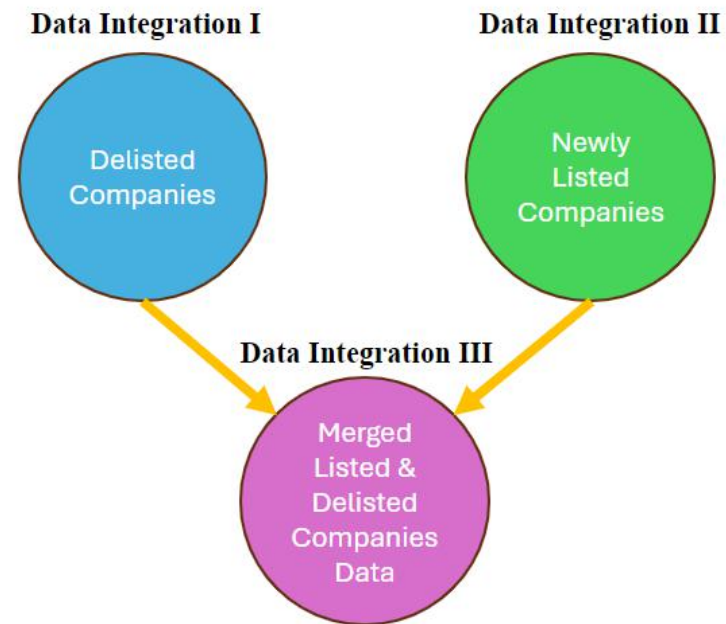 Data Integration I
Data Integration II
Delisted
Companies
Newly
Listed
Companies
Data Integration III
Merged
Listed &
Delisted
Companies
Data